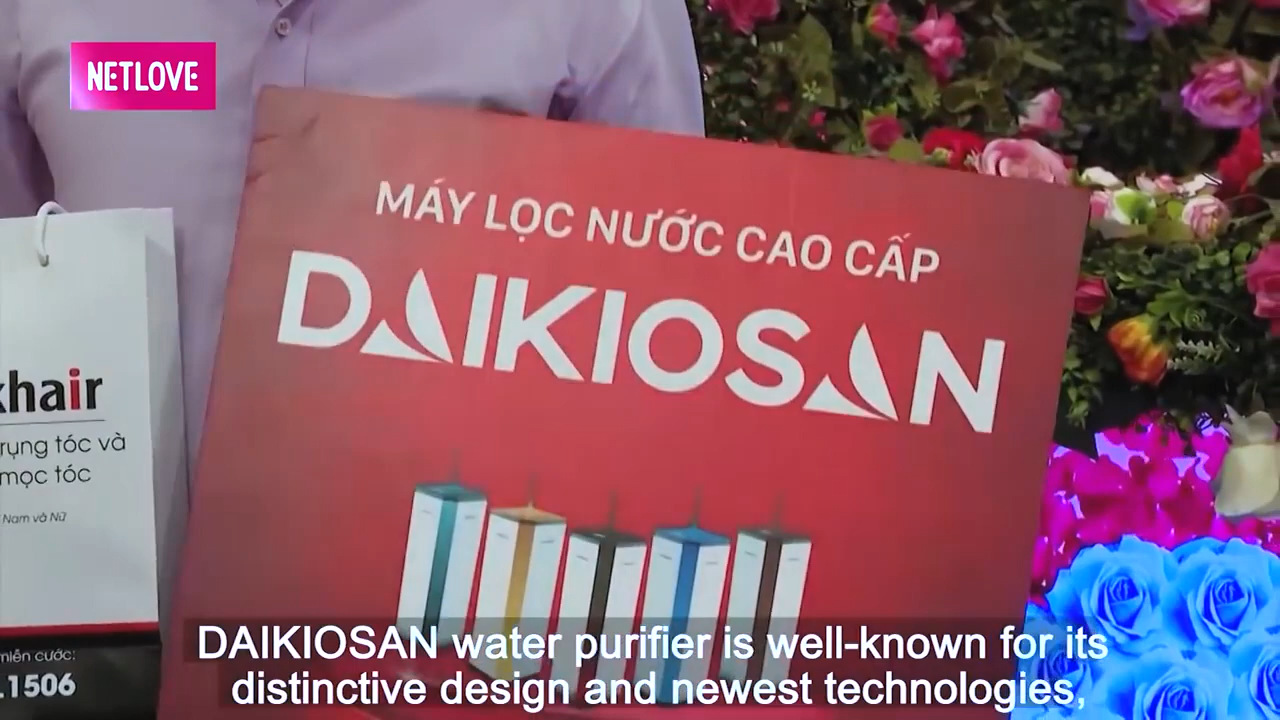 NETLOVE
MÁY LỌC NƯỚC CAO CẤP
DAIKIOSAN
hair
rụng tóc và
mọc tóc
Nam và Nữ
miễn cước:
.1506
DAIKIOSAN water purifier is well-known for its
distinctive design and newest technologies,